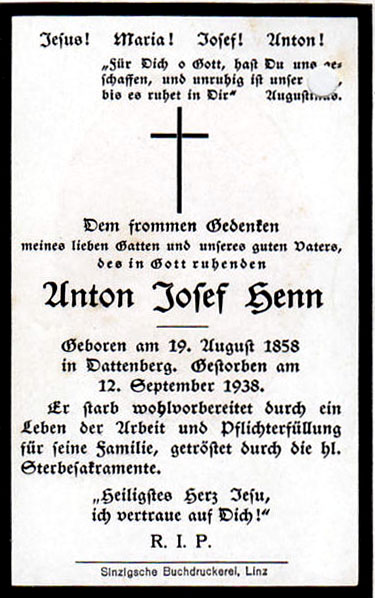 Jesus! Maria! Josef! Anton!
„Für Dich o Gott, hast Du uns ge-
schaffen, und unruhig ist unser
bis es ruhet in Dir“ Augustinus.
Dem frommen Gedenken
meines lieben Gatten und unseres guten Vaters,
des in Gott ruhenden
Anton Josef Henn
Geboren am 19. August 1858
in Dattenberg. Gestorben am
12. September 1938.
Er starb wohlvorbereitet durch ein
Leben der Arbeit und Pflichterfüllung
für seine Familie, getröstet durch die hl.
Sterbesakramente.
„Heiligstes Herz Jesu,
ich vertraue auf Dich!“
R. I. P.
Sinzigsche Buchdruckerei, Linz